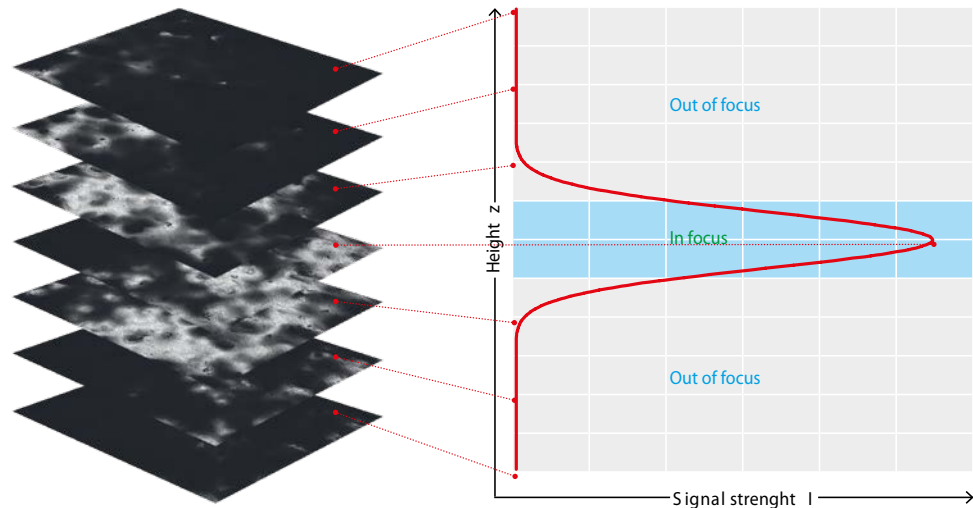 Out of focus
Height z
In focus
Out of focus
Signal strenght I